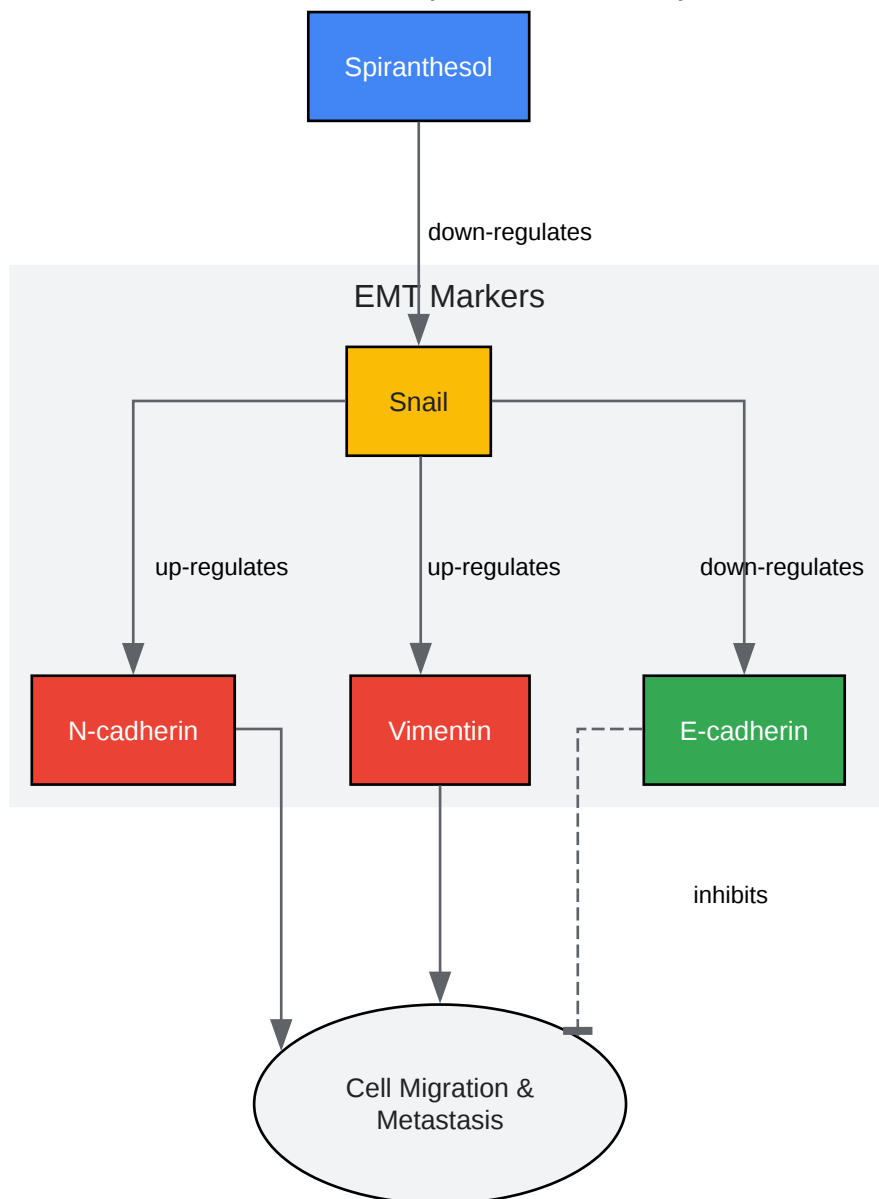 Spiranthesol
down-regulates
EMT Markers
Snail
up-regulates
up-regulates
down-regulates
N-cadherin
Vimentin
E-cadherin
inhibits
Cell Migration &
Metastasis